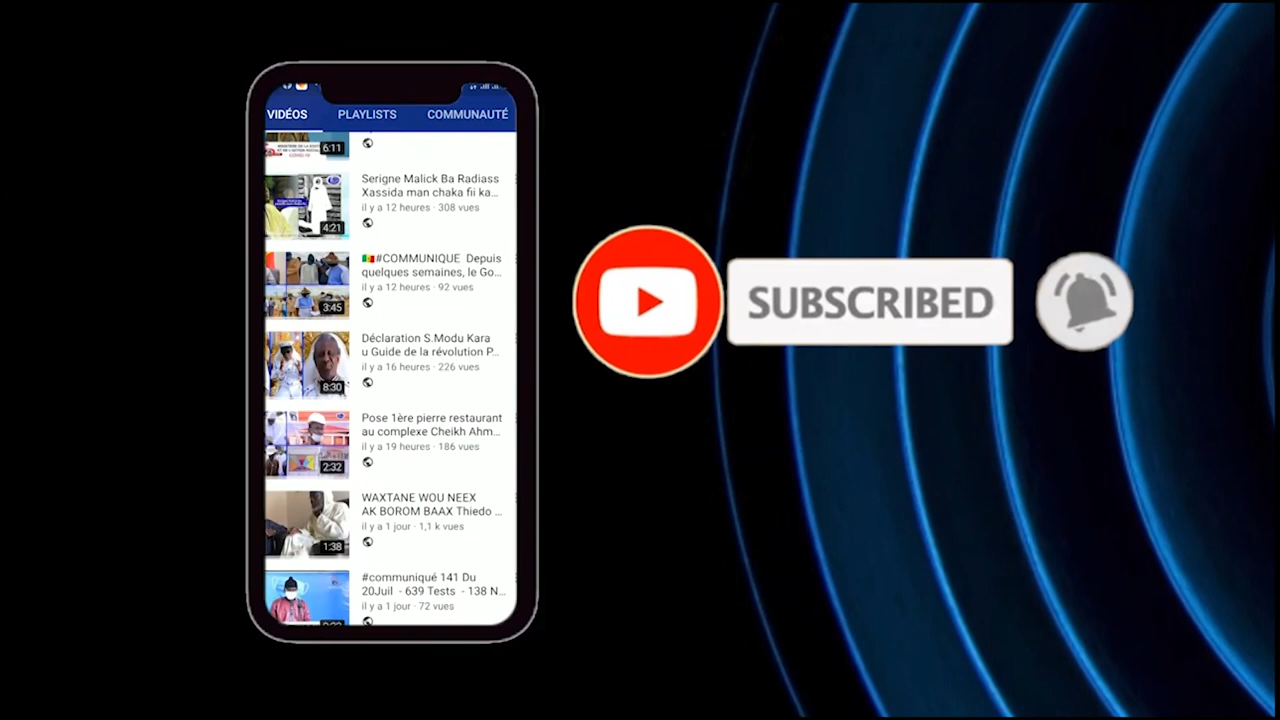 VIDÉOS
PLAYLISTS
COMMUNAUTÉ
6:11
Serigne Malick Ba Radiass
Xassida man chaka fii ka...
il y a 12 heures · 308 vues
4:21
#COMMUNIQUE Depuis
quelques semaines, le Go...
il y a 12 heures · 92 vues
3:45
Déclaration S.Modu Kara
u Guide de la révolution P...
il y a 16 heures · 226 vues
8:30
Pose 1ère pierre restaurant
au complexe Cheikh Ahm...
il y a 19 heures · 186 vues
2:32
WAXTANE WOU NEEX
AK BOROM BAAX Thiedo ...
il y a 1 jour · 1,1 k vues
1:38
#communiqué 141 Du
20Juil - 639 Tests - 138 N...
il y a 1 jour · 72 vues
SUBSCRIBED